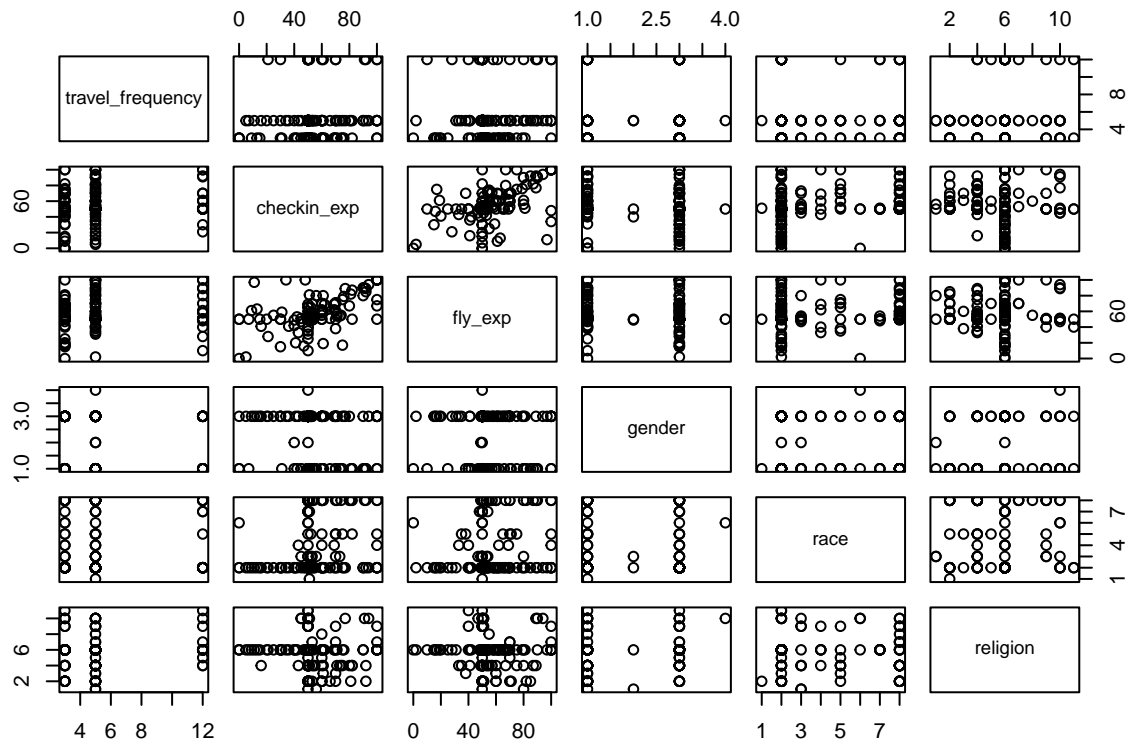 0 40 80 1.0 2.5 4.0 2 6 10
travel_frequency
4 8
0 60
checkin_exp
fly_exp
0 60
1.0 3.0
gender
race
1 4 7
2 6
religion
4 6 8 12 0 40 80 1 3 5 7